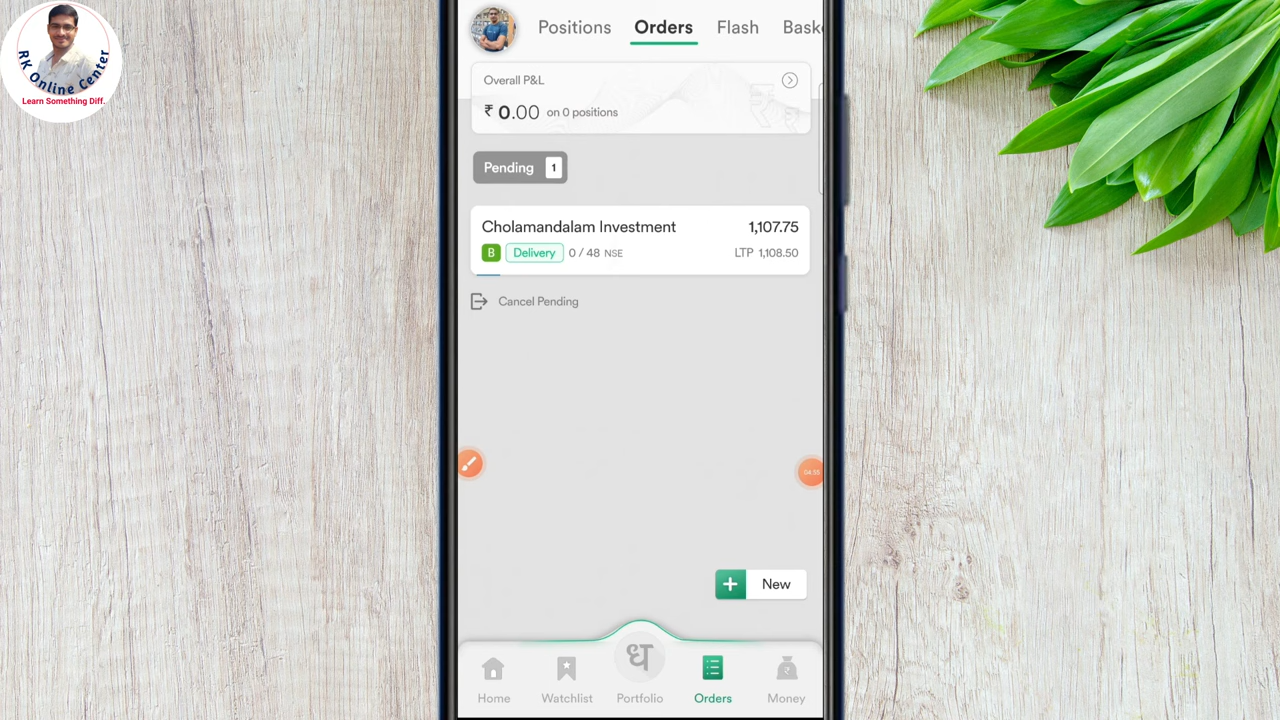 RK Online Center
Learn Something Diff.
Positions Orders Flash Bask
Overall P&L
₹ 0.00 on 0 positions
Pending 1
Cholamandalam Investment 1,107.75
B Delivery 0 / 48 NSE LTP 1,108.50
Cancel Pending
04:35
+ New
ध
Home Watchlist Portfolio Orders Money